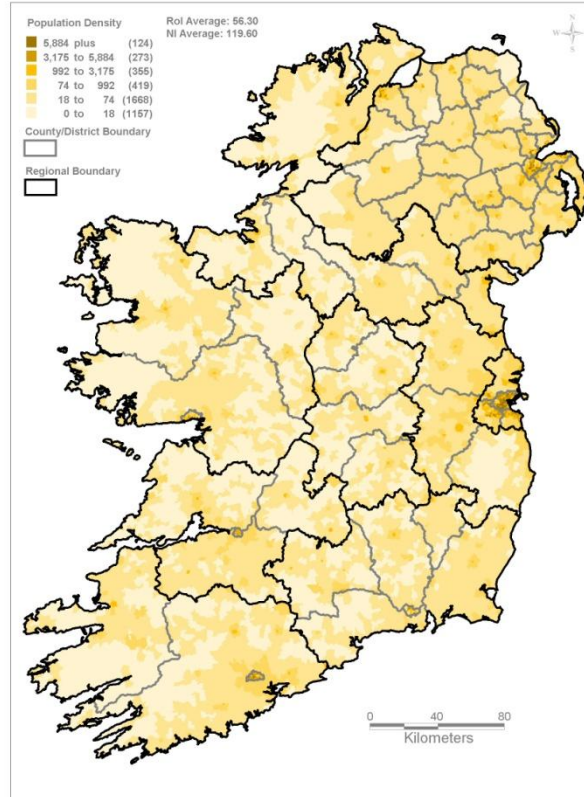 Population Density
5,884 plus (124)
3,175 to 5,884 (273)
992 to 3,175 (355)
74 to 992 (419)
18 to 74 (1668)
0 to 18 (1157)
County/District Boundary
Regional Boundary
RoI Average: 56.30
NI Average: 119.60
N
W E
S
0 20 40 80
Kilometers